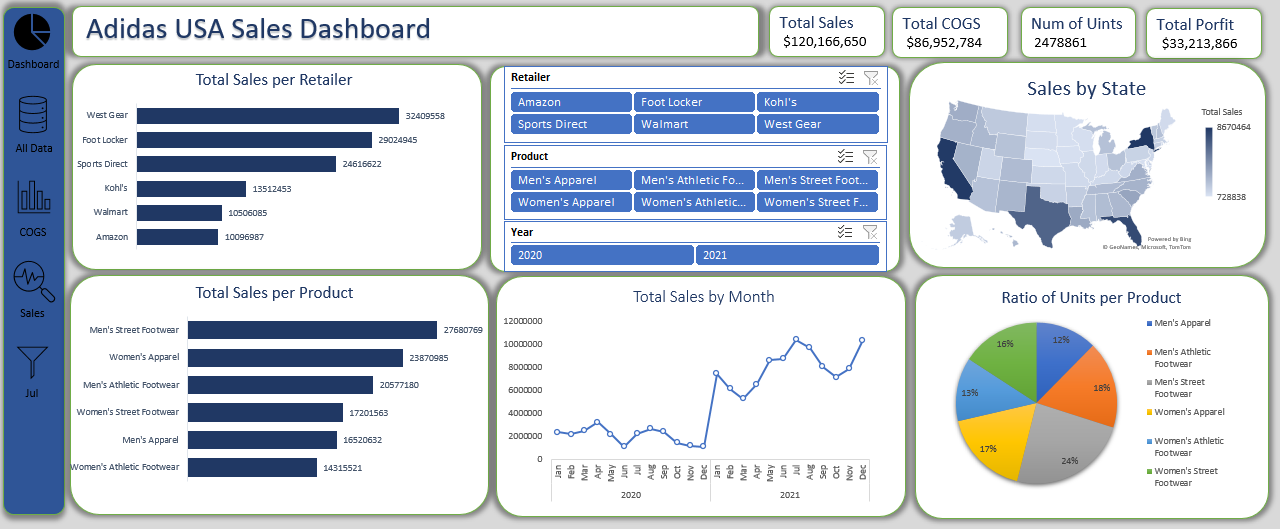 Adidas USA Sales Dashboard
Total Sales
$120,166,650
Total COGS
$86,952,784
Num of Uints
2478861
Total Porfit
$33,213,866
Dashboard
All Data
COGS
Sales
Jul
Total Sales per Retailer
West Gear
32409558
Foot Locker
29024945
Sports Direct
24616622
Kohl's
13512453
Walmart
10506085
Amazon
10096987
Retailer
Amazon
Foot Locker
Kohl's
Sports Direct
Walmart
West Gear
Product
Men's Apparel
Men's Athletic Fo...
Men's Street Foot...
Women's Apparel
Women's Athletic...
Women's Street F...
Year
2020
2021
Sales by State
Total Sales
8670464
728838
Powered by Bing
© GeoNames, Microsoft, TomTom
Total Sales per Product
Men's Street Footwear
27680769
Women's Apparel
23870985
Men's Athletic Footwear
20577180
Women's Street Footwear
17201563
Men's Apparel
16520632
Women's Athletic Footwear
14315521
Total Sales by Month
12000000
10000000
8000000
6000000
4000000
2000000
0
Jan
Feb
Mar
Apr
May
Jun
Jul
Aug
Sep
Oct
Nov
Dec
Jan
Feb
Mar
Apr
May
Jun
Jul
Aug
Sep
Oct
Nov
Dec
2020
2021
Ratio of Units per Product
12%
18%
24%
17%
13%
16%
Men's Apparel
Men's Athletic
Footwear
Men's Street
Footwear
Women's Apparel
Women's Athletic
Footwear
Women's Street
Footwear